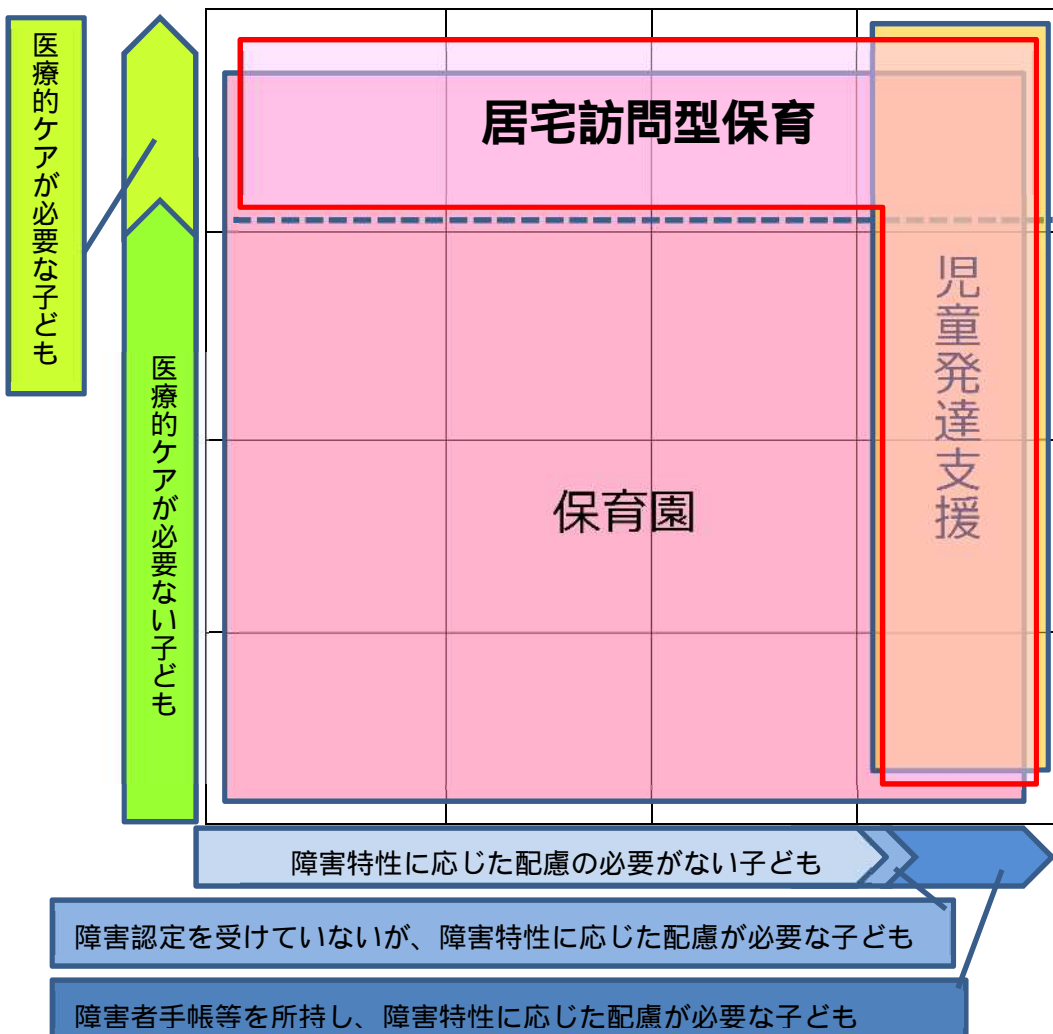 医療的ケアが必要な子ども
医療的ケアが必要ない子ども
居宅訪問型保育
児童発達支援
保育園
障害特性に応じた配慮の必要がない子ども
障害認定を受けていないが、障害特性に応じた配慮が必要な子ども
障害者手帳等を所持し、障害特性に応じた配慮が必要な子ども